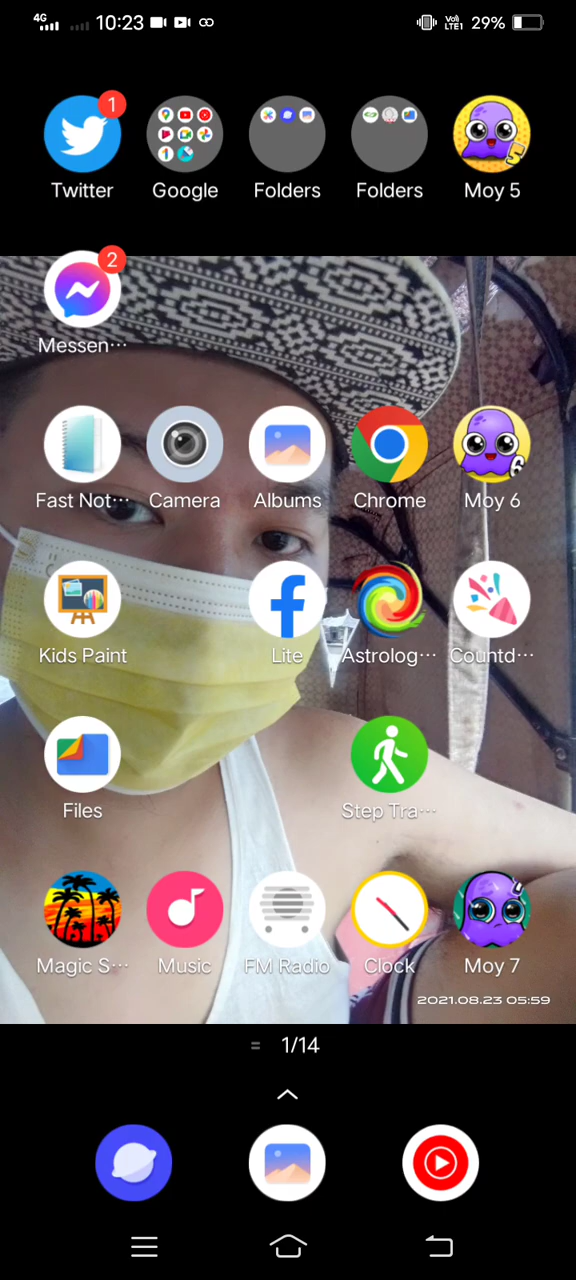 4G 10:23 Vo)) LTE1 29%
1
Twitter Google Folders Folders Moy 5
2
Messen···
Fast Not··· Camera Albums Chrome Moy 6
Kids Paint Lite Astrolog··· Countd···
Files Step Tra···
Magic S··· Music FM Radio Clock Moy 7
2021.08.23 05:59
1/14